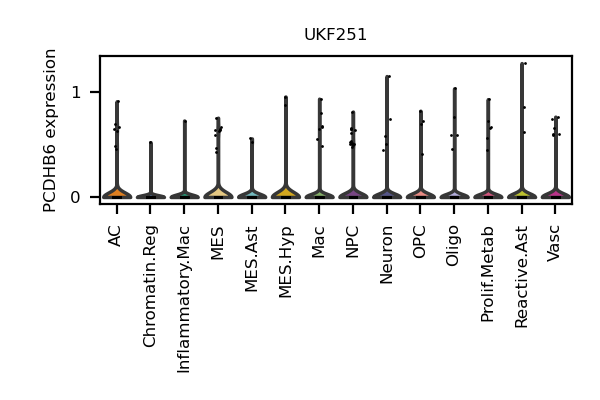 UKF251
PCDHB6 expression
1
0
AC
Chromatin.Reg
Inflammatory.Mac
MES
MES.Ast
MES.Hyp
Mac
NPC
Neuron
OPC
Oligo
Prolif.Metab
Reactive.Ast
Vasc